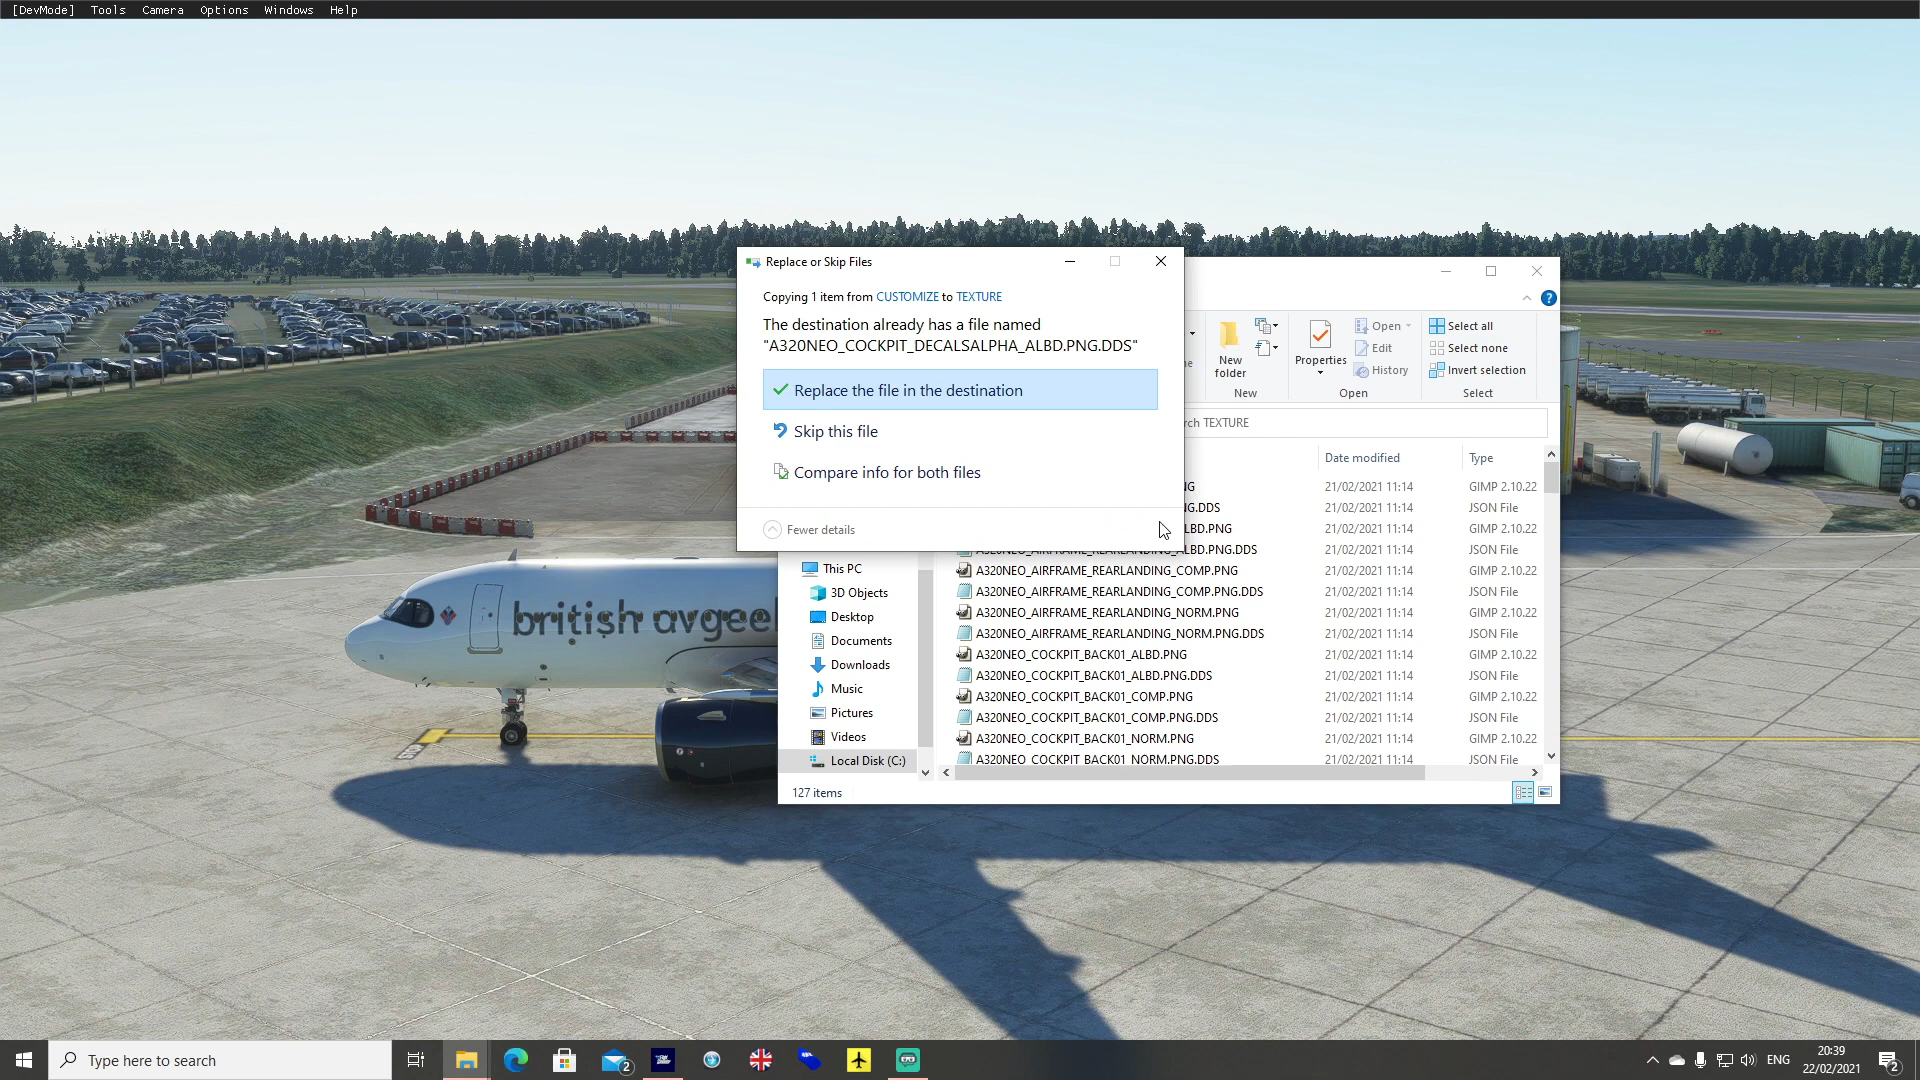 [DevMode] Tools Camera Options Windows Help
Replace or Skip Files
Copying 1 item from CUSTOMIZE to TEXTURE
The destination already has a file named
"A320NEO_COCKPIT_DECALSALPHA_ALBD.PNG.DDS"
Replace the file in the destination
Skip this file
Compare info for both files
Fewer details
New
folder
Properties
Open
Edit
History
Select all
Select none
Invert selection
New
Open
Select
TEXTURE
Date modified Type
NG 21/02/2021 11:14 GIMP 2.10.22
NG.DDS 21/02/2021 11:14 JSON File
LBD.PNG 21/02/2021 11:14 GIMP 2.10.22
A320NEO_AIRFRAME_REARLANDING_ALBD.PNG.DDS 21/02/2021 11:14 JSON File
A320NEO_AIRFRAME_REARLANDING_COMP.PNG 21/02/2021 11:14 GIMP 2.10.22
A320NEO_AIRFRAME_REARLANDING_COMP.PNG.DDS 21/02/2021 11:14 JSON File
A320NEO_AIRFRAME_REARLANDING_NORM.PNG 21/02/2021 11:14 GIMP 2.10.22
A320NEO_AIRFRAME_REARLANDING_NORM.PNG.DDS 21/02/2021 11:14 JSON File
A320NEO_COCKPIT_BACK01_ALBD.PNG 21/02/2021 11:14 GIMP 2.10.22
A320NEO_COCKPIT_BACK01_ALBD.PNG.DDS 21/02/2021 11:14 JSON File
A320NEO_COCKPIT_BACK01_COMP.PNG 21/02/2021 11:14 GIMP 2.10.22
A320NEO_COCKPIT_BACK01_COMP.PNG.DDS 21/02/2021 11:14 JSON File
A320NEO_COCKPIT_BACK01_NORM.PNG 21/02/2021 11:14 GIMP 2.10.22
A320NEO_COCKPIT_BACK01_NORM.PNG.DDS 21/02/2021 11:14 JSON File
This PC
3D Objects
Desktop
Documents
Downloads
Music
Pictures
Videos
Local Disk (C:)
127 items
british avgeek
Type here to search
2
ENG
20:39
22/02/2021
2